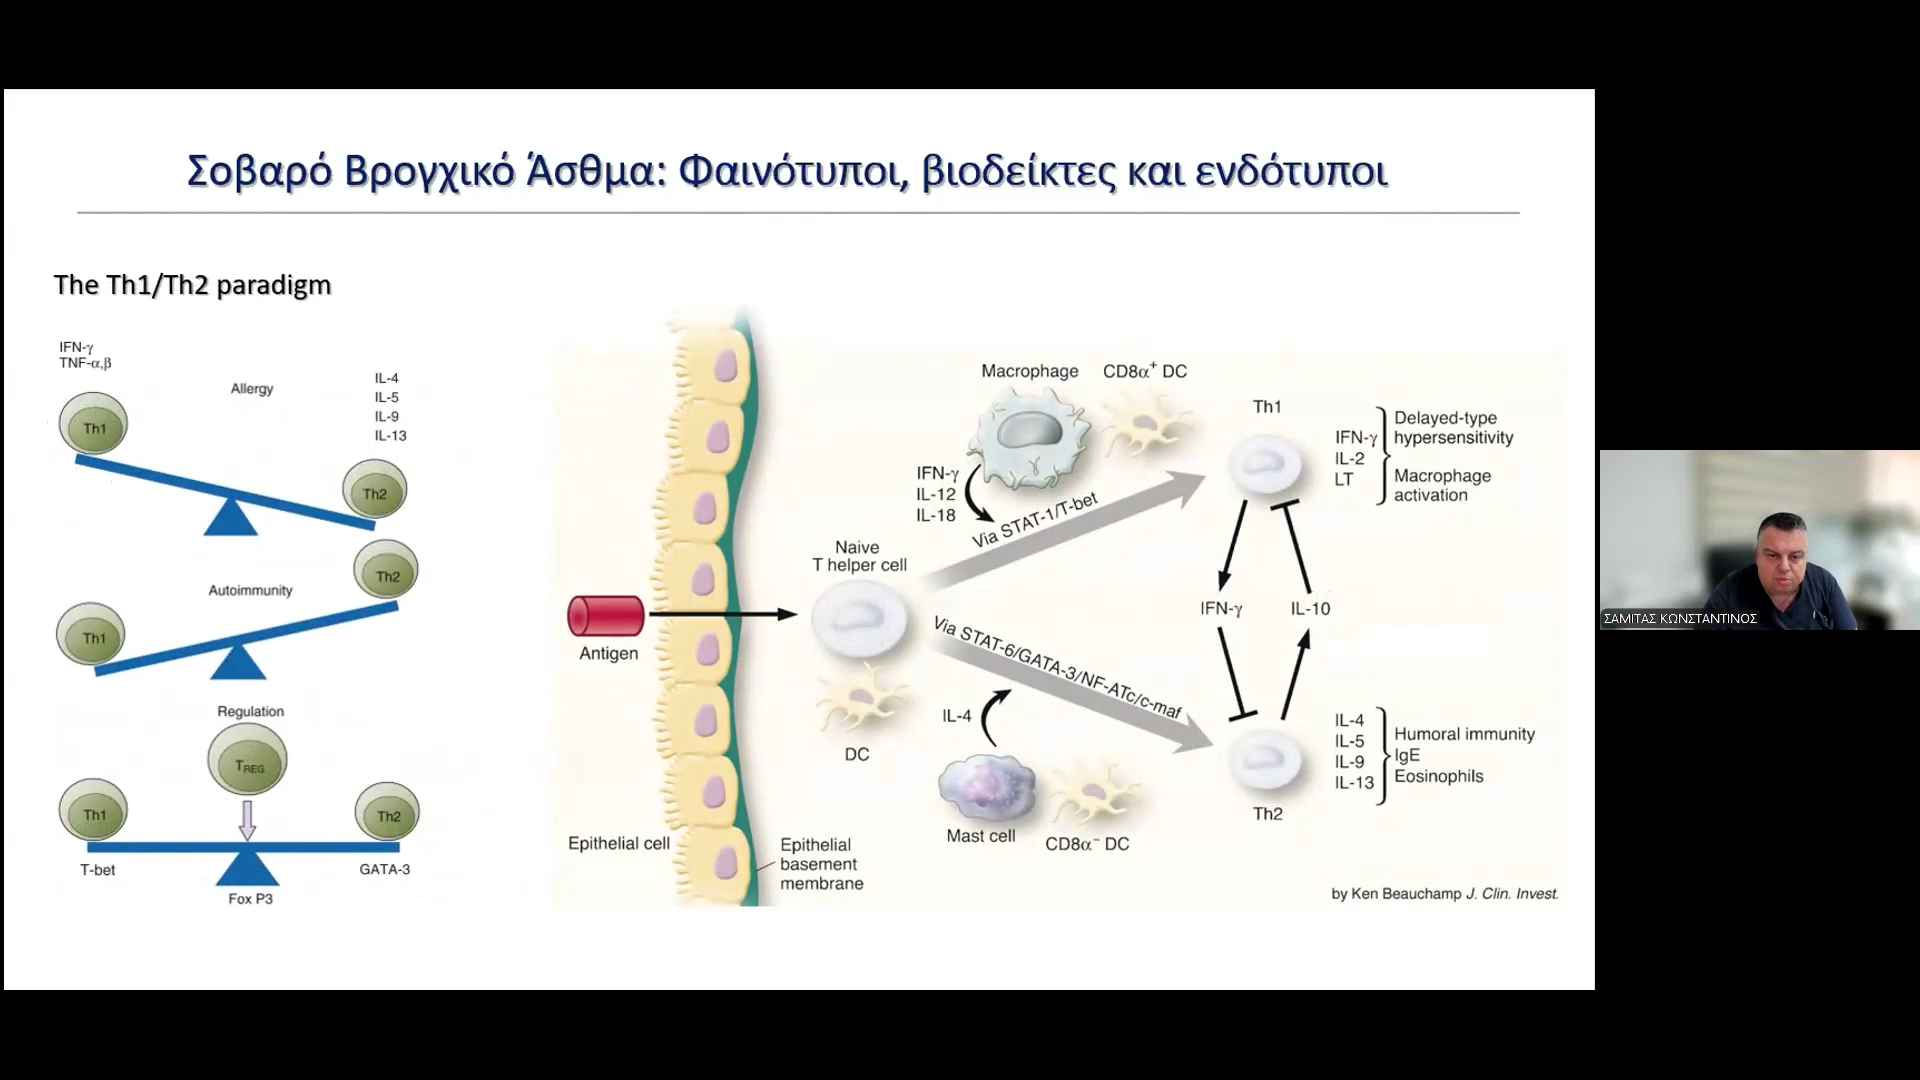 Σοβαρό Βρογχικό Άσθμα: Φαινότυποι, βιοδείκτες και ενδότυποι
The Th1/Th2 paradigm
IFN-γ
TNF-α,β
Allergy
IL-4
IL-5
IL-9
IL-13
Th1
Th2
Autoimmunity
Th2
Th1
Regulation
TREG
Th1
Th2
T-bet
GATA-3
Fox P3
Antigen
Epithelial cell
Epithelial
basement
membrane
Naive
T helper cell
DC
Macrophage
CD8α+ DC
IFN-γ
IL-12
IL-18
Via STAT-1/T-bet
Via STAT-6/GATA-3/NF-ATc/c-maf
IL-4
Mast cell
CD8α− DC
Th1
IFN-γ
IL-2
LT
Delayed-type
hypersensitivity
Macrophage
activation
IFN-γ
IL-10
Th2
IL-4
IL-5
IL-9
IL-13
Humoral immunity
IgE
Eosinophils
by Ken Beauchamp J. Clin. Invest.
ΣΑΜΙΤΑΣ ΚΩΝΣΤΑΝΤΙΝΟΣ